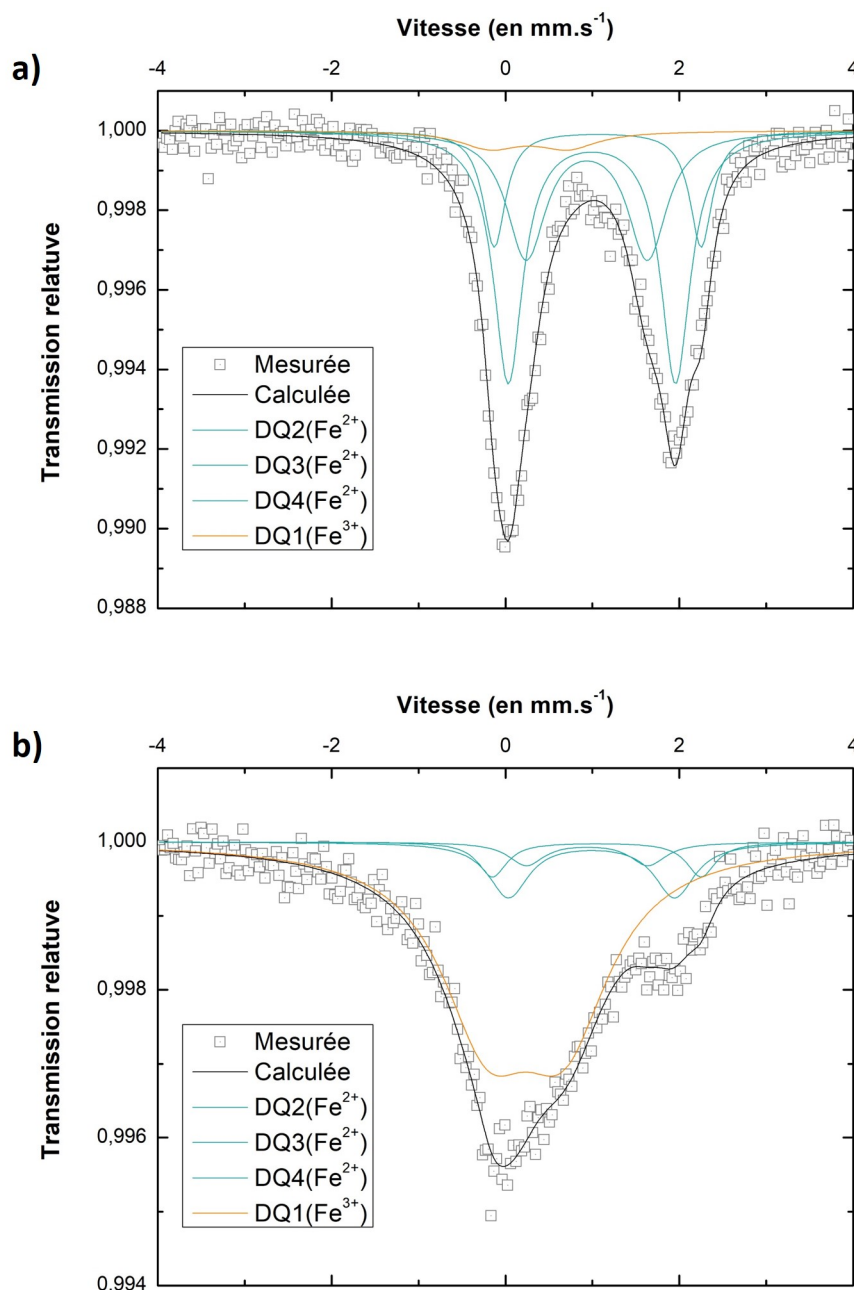 Vitesse (en mm.s⁻¹)
a)
-4 -2 0 2 4
1,000
0,998
0,996
0,994
0,992
0,990
0,988
Transmission relatuve
Mesurée
Calculée
DQ2(Fe²⁺)
DQ3(Fe²⁺)
DQ4(Fe²⁺)
DQ1(Fe³⁺)
Vitesse (en mm.s⁻¹)
b)
-4 -2 0 2 4
1,000
0,998
0,996
0,994
Transmission relative
Mesurée
Calculée
DQ2(Fe²⁺)
DQ3(Fe²⁺)
DQ4(Fe²⁺)
DQ1(Fe³⁺)